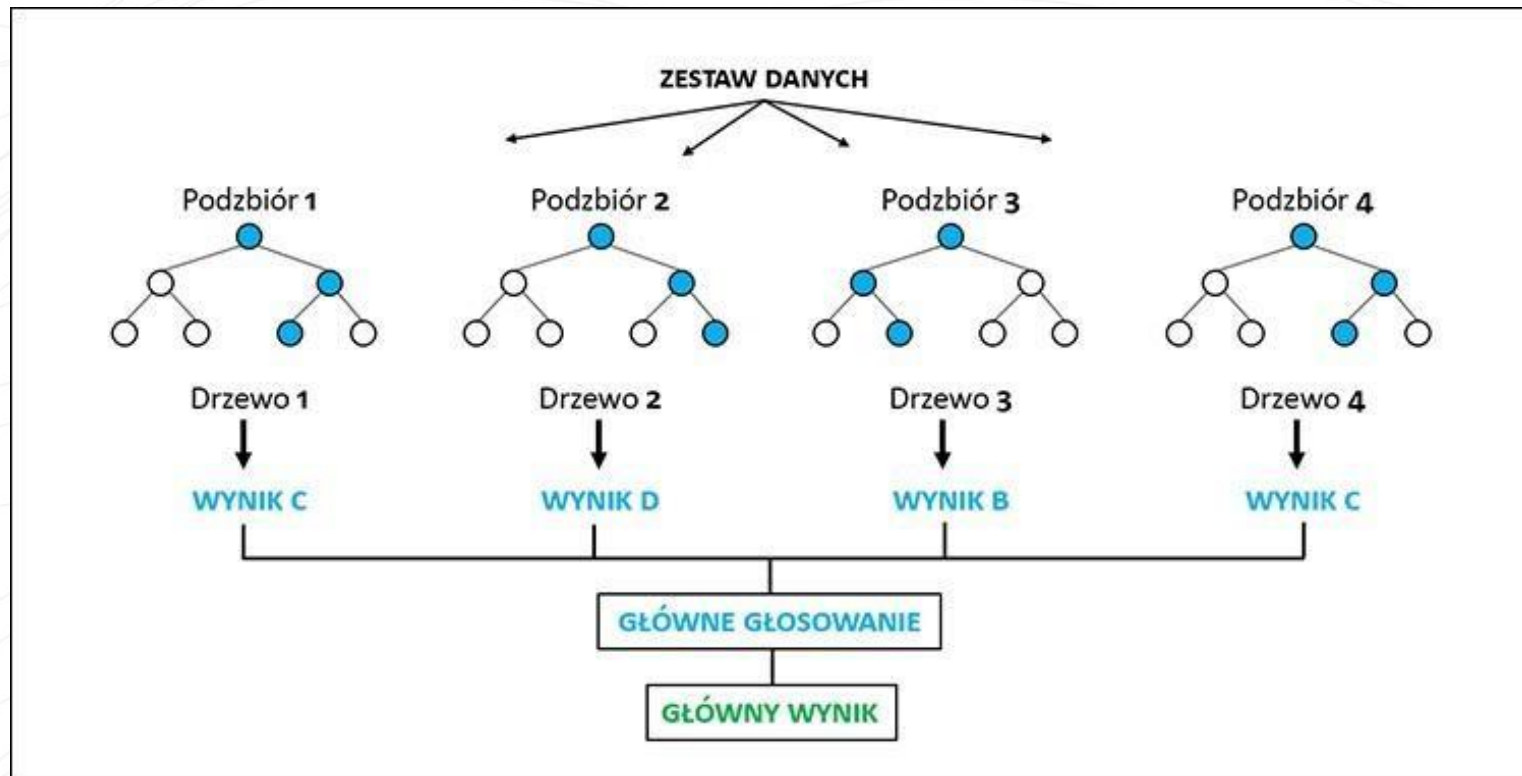 ZESTAW DANYCH
Podzbiór 1
Podzbiór 2
Podzbiór 3
Podzbiór 4
Drzewo 1
Drzewo 2
Drzewo 3
Drzewo 4
WYNIK C
WYNIK D
WYNIK B
WYNIK C
GŁÓWNE GŁOSOWANIE
GŁÓWNY WYNIK